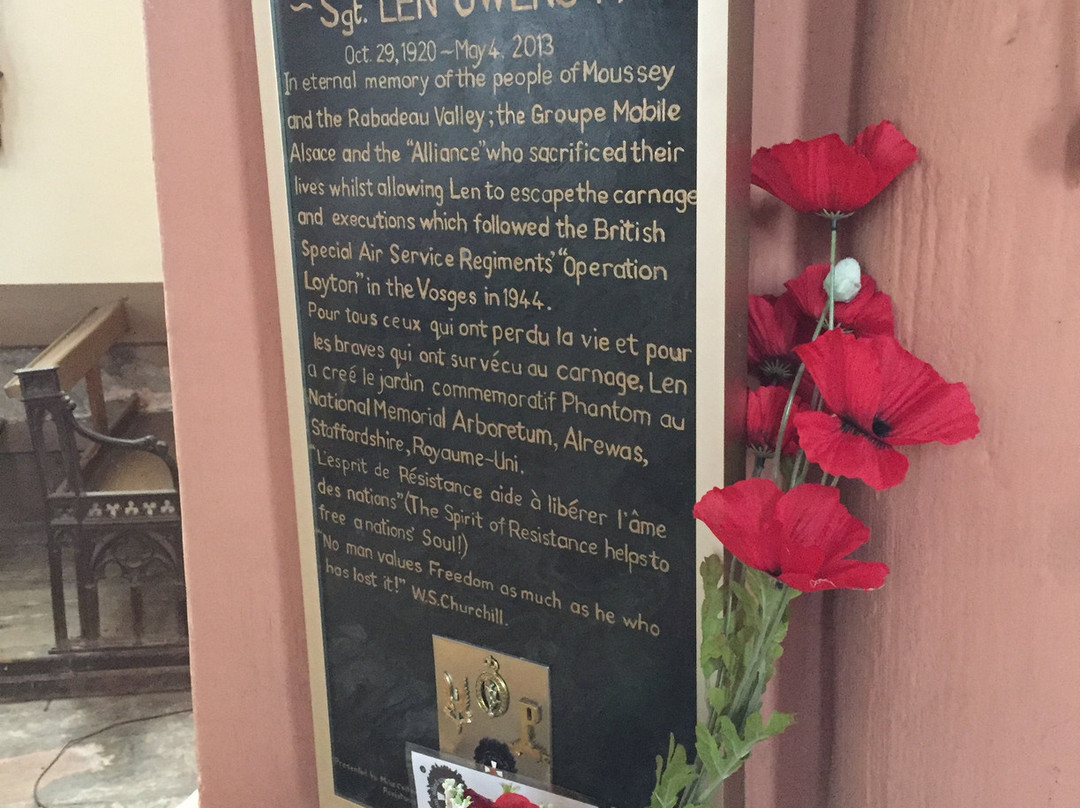 ~ Sgt. LEN OWENS
Oct. 29, 1920 ~ May 4, 2013
In eternal memory of the people of Moussey
and the Rabadeau Valley; the Groupe Mobile
Alsace and the "Alliance" who sacrificed their
lives whilst allowing Len to escape the carnage
and executions which followed the British
Special Air Service Regiments' "Operation
Loyton" in the Vosges in 1944.
Pour tous ceux qui ont perdu la vie et pour
les braves qui ont survécu au carnage, Len
a creé le jardin commemoratif Phantom au
National Memorial Arboretum, Alrewas,
Staffordshire, Royaume-Uni.
"L'esprit de Résistance aide à libérer l'âme
des nations" (The Spirit of Resistance helps to
free a nations' Soul!)
"No man values Freedom as much as he who
has lost it!" W.S.Churchill.
Presented by